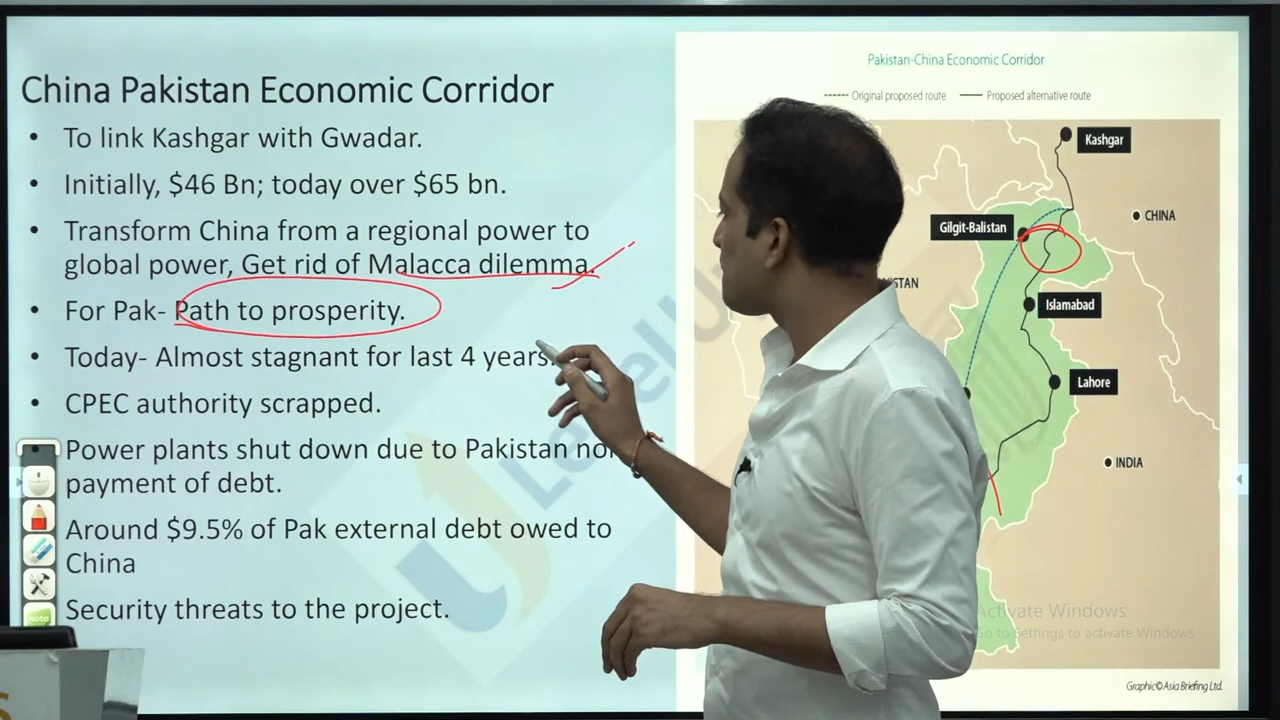 China Pakistan Economic Corridor
• To link Kashgar with Gwadar.
• Initially, $46 Bn; today over $65 bn.
• Transform China from a regional power to
global power, Get rid of Malacca dilemma.
• For Pak- Path to prosperity.
• Today- Almost stagnant for last 4 years.
• CPEC authority scrapped.
Power plants shut down due to Pakistan
payment of debt.
Around $9.5% of Pak external debt owed to
China
Security threats to the project.
Pakistan-China Economic Corridor
Original proposed route
Proposed alternative route
Kashgar
CHINA
Gilgit-Balistan
Islamabad
Lahore
INDIA
Activate Windows
Go to Settings to activate Windows
Graphic© Asia Briefing Ltd.